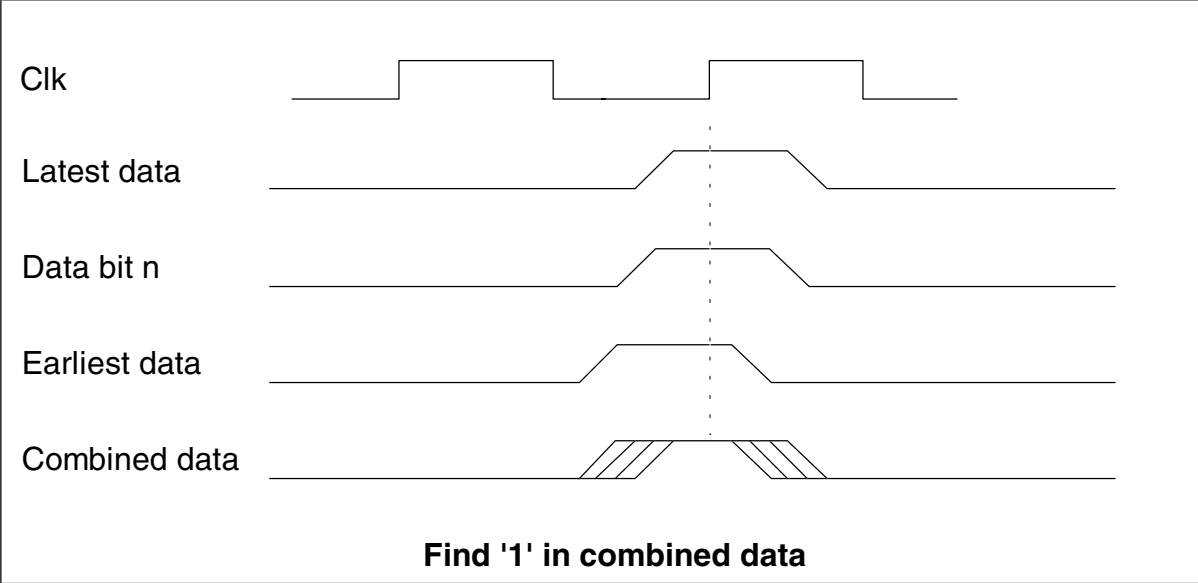 Clk
Latest data
Data bit n
Earliest data
Combined data
Find '1' in combined data